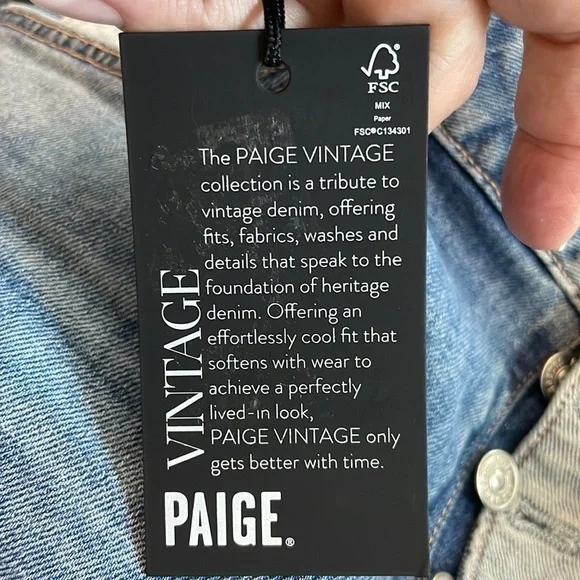 FSC
MIX
Paper
FSC® C134301
The PAIGE VINTAGE
collection is a tribute to
vintage denim, offering
fits, fabrics, washes and
details that speak to the
foundation of heritage
denim. Offering an
effortlessly cool fit that
softens with wear to
achieve a perfectly
lived-in look,
PAIGE VINTAGE only
gets better with time.
VINTAGE
PAIGE®